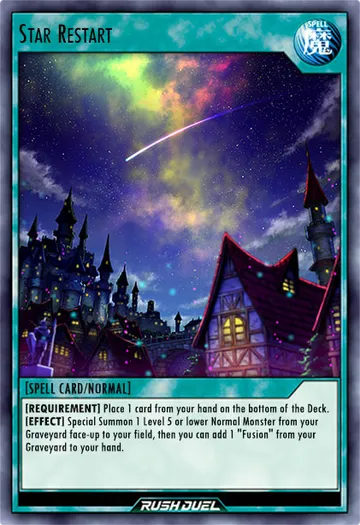 Star Restart
SPELL
魔
[SPELL CARD/NORMAL]
[REQUIREMENT] Place 1 card from your hand on the bottom of the Deck.
[EFFECT] Special Summon 1 Level 5 or lower Normal Monster from your
Graveyard face-up to your field, then you can add 1 "Fusion" from your
Graveyard to your hand.
RUSH DUEL